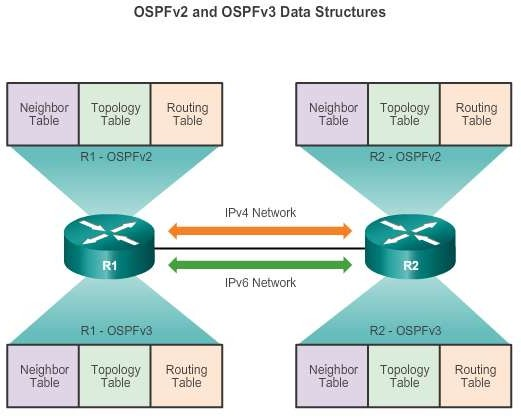 OSPFv2 and OSPFv3 Data Structures
Neighbor Table
Topology Table
Routing Table
Neighbor Table
Topology Table
Routing Table
R1 - OSPFv2
R2 - OSPFv2
IPv4 Network
R1
R2
IPv6 Network
R1 - OSPFv3
R2 - OSPFv3
Neighbor Table
Topology Table
Routing Table
Neighbor Table
Topology Table
Routing Table